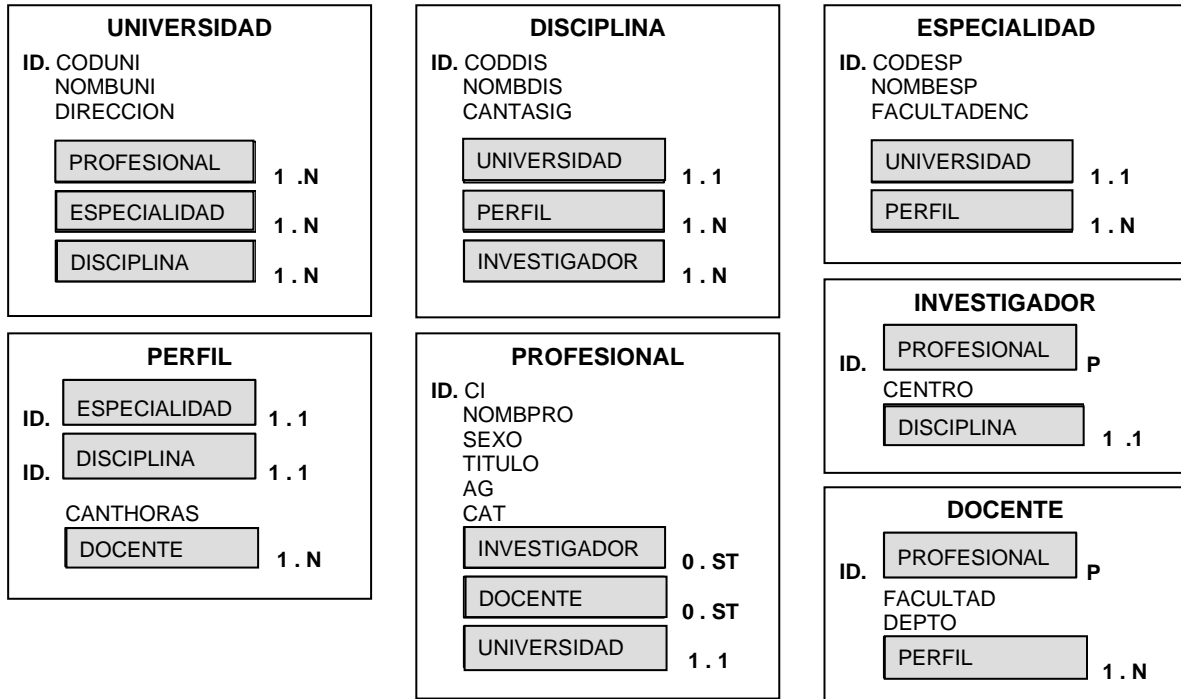 UNIVERSIDAD
ID. CODUNI
NOMBUNI
DIRECCION
PROFESIONAL 1 .N
ESPECIALIDAD 1 . N
DISCIPLINA 1 . N
DISCIPLINA
ID. CODDIS
NOMBDIS
CANTASIG
UNIVERSIDAD 1 . 1
PERFIL 1 . N
INVESTIGADOR 1 . N
ESPECIALIDAD
ID. CODESP
NOMBESP
FACULTADENC
UNIVERSIDAD 1 . 1
PERFIL 1 . N
PERFIL
ID. ESPECIALIDAD 1 . 1
ID. DISCIPLINA 1 . 1
CANTHORAS
DOCENTE 1 . N
PROFESIONAL
ID. CI
NOMBPRO
SEXO
TITULO
AG
CAT
INVESTIGADOR 0 . ST
DOCENTE 0 . ST
UNIVERSIDAD 1 . 1
INVESTIGADOR
ID. PROFESIONAL P
CENTRO
DISCIPLINA 1 .1
DOCENTE
ID. PROFESIONAL P
FACULTAD
DEPTO
PERFIL 1 . N